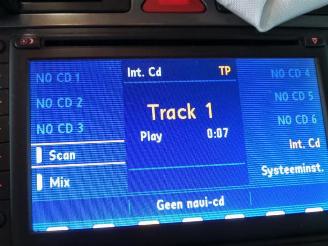 Int. Cd TP
NO CD 1
NO CD 2
NO CD 3
Scan
Mix
Track 1
Play 0:07
NO CD 4
NO CD 5
NO CD 6
Int. Cd
Systeeminst.
Geen navi-cd